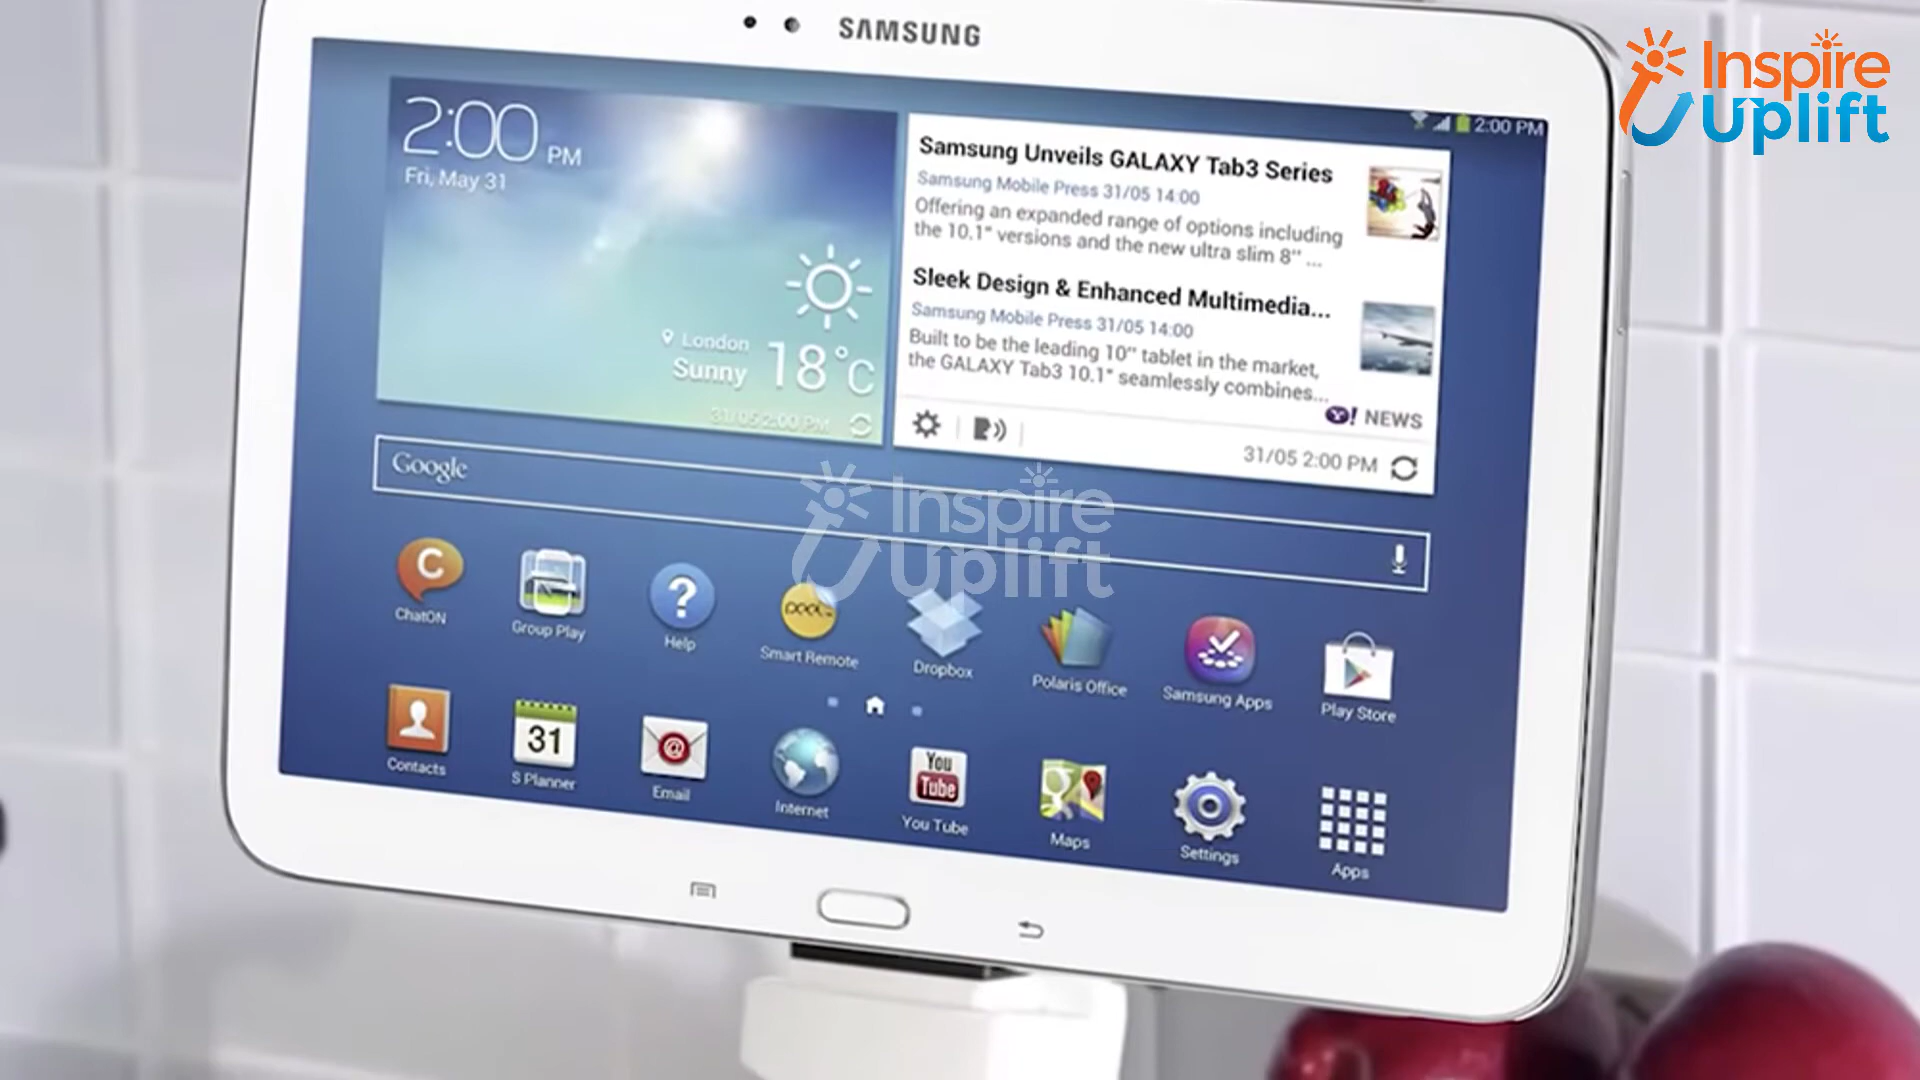 SAMSUNG
Inspire
Uplift
2:00 PM
2:00 PM
Fri, May 31
London
Sunny
18°C
31/05 2:00 PM
Samsung Unveils GALAXY Tab3 Series
Samsung Mobile Press 31/05 14:00
Offering an expanded range of options including
the 10.1" versions and the new ultra slim 8" ...
Sleek Design & Enhanced Multimedia...
Samsung Mobile Press 31/05 14:00
Built to be the leading 10" tablet in the market,
the GALAXY Tab3 10.1" seamlessly combines...
Y! NEWS
31/05 2:00 PM
Google
Inspire
Uplift
C
ChatON
Group Play
?
Help
pool
Smart Remote
Dropbox
Polaris Office
Samsung Apps
Play Store
Contacts
31
S Planner
@
Email
Internet
You
Tube
You Tube
Maps
Settings
Apps